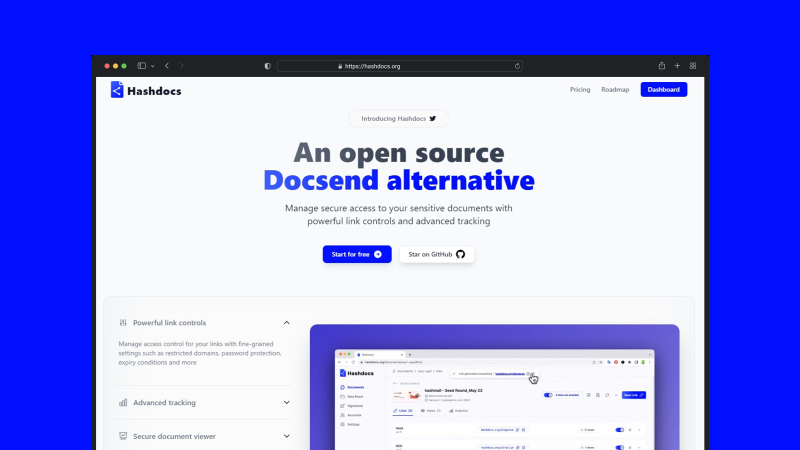 https://hashdocs.org
Hashdocs
Pricing
Roadmap
Dashboard
Introducing Hashdocs
An open source
Docsend alternative
Manage secure access to your sensitive documents with
powerful link controls and advanced tracking
Start for free
Star on GitHub
Powerful link controls
Manage access control for your links with fine-grained
settings such as restricted domains, password protection,
expiry conditions and more
Advanced tracking
Secure document viewer
Hashdocs
Documents
hashmail - Seed Round_May 23